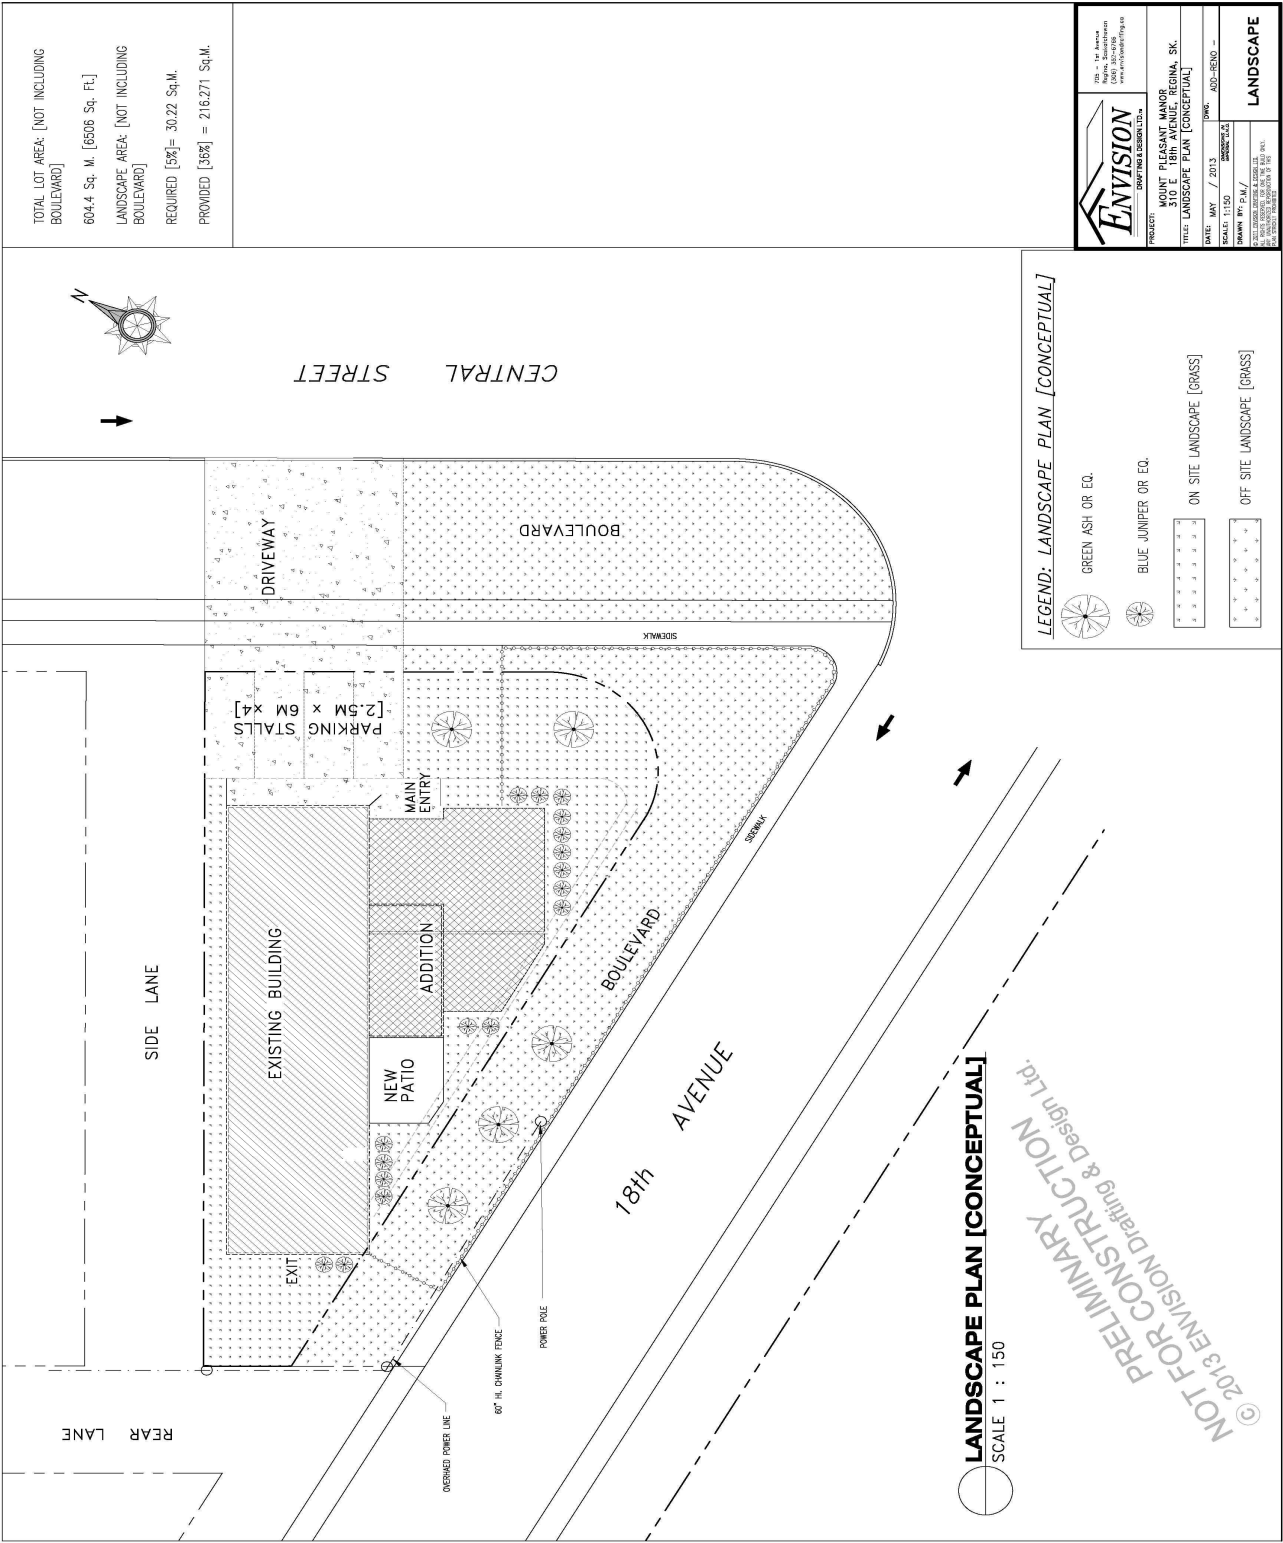 TOTAL LOT AREA: [NOT INCLUDING
BOULEVARD]
604.4 Sq. M. [6506 Sq. Ft.]
LANDSCAPE AREA: [NOT INCLUDING
BOULEVARD]
REQUIRED [5%]= 30.22 Sq.M.
PROVIDED [36%] = 216.271 Sq.M.
N
CENTRAL STREET
DRIVEWAY
BOULEVARD
SIDEWALK
PARKING STALLS
[2.5M x 6M x4]
MAIN
ENTRY
SIDEWALK
SIDE LANE
EXISTING BUILDING
ADDITION
BOULEVARD
NEW
PATIO
EXIT
18th AVENUE
REAR LANE
OVERHAED POWER LINE
60" HI. CHAINLINK FENCE
POWER POLE
LANDSCAPE PLAN [CONCEPTUAL]
SCALE 1 : 150
PRELIMINARY
NOT FOR CONSTRUCTION
© 2013 ENVISION Drafting & Design Ltd.
LEGEND: LANDSCAPE PLAN [CONCEPTUAL]
GREEN ASH OR EQ.
BLUE JUNIPER OR EQ.
ON SITE LANDSCAPE [GRASS]
OFF SITE LANDSCAPE [GRASS]
ENVISION
DRAFTING & DESIGN LTD.
1st Avenue
Regina, Saskatchewan
PROJECT:
MOUNT PLEASANT MANOR
310 E 18th AVENUE, REGINA, SK.
TITLE: LANDSCAPE PLAN [CONCEPTUAL]
DATE: MAY / 2013
DWG. ADD-RENO -
SCALE: 1:150
DRAWN BY: P.M./
LANDSCAPE